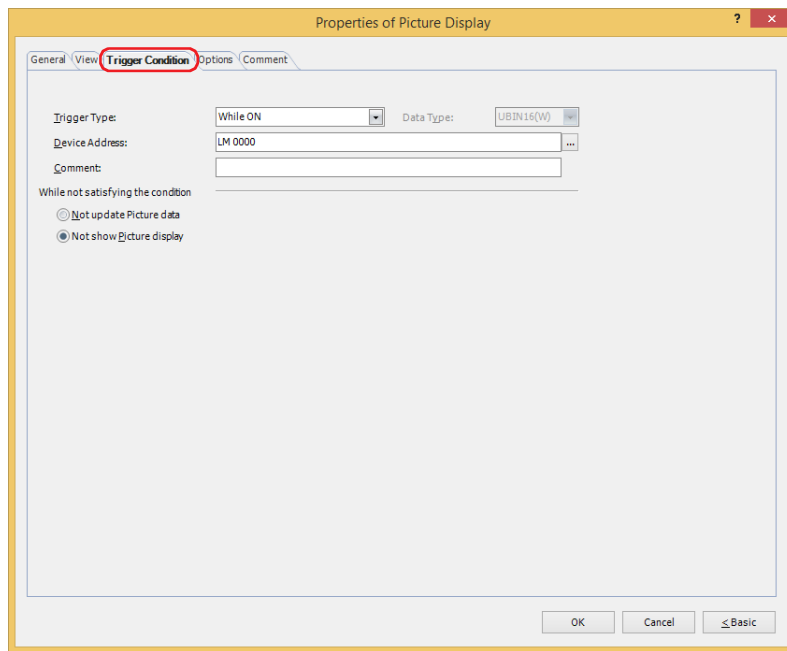 Properties of Picture Display
? ×
General View Trigger Condition Options Comment
Trigger Type: While ON Data Type: UBIN16(W)
Device Address: LM 0000 ...
Comment:
While not satisfying the condition
Not update Picture data
Not show Picture display
OK Cancel < Basic